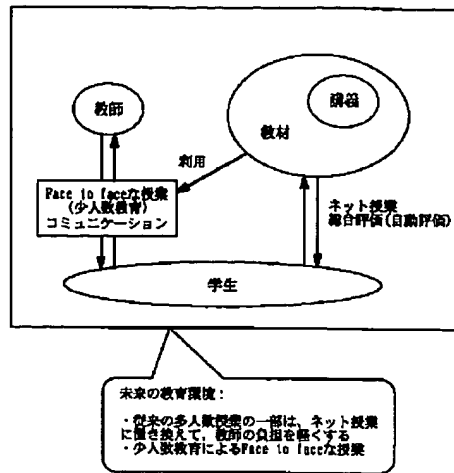 教師
講義
教材
利用
Face to faceな授業
(少人数教育)
コミュニケーション
ネット授業
総合評価(自動評価)
学生
未来の教育環境:
・従来の多人数授業の一部は、ネット授業
に置き換えて,教師の負担を軽くする
・少人数教育によるFace to faceな授業